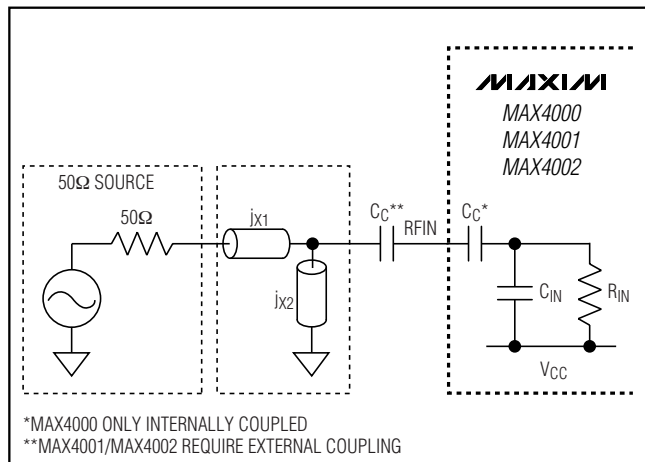 MAXIM
MAX4000
MAX4001
MAX4002
50Ω SOURCE
50Ω
jX1
jX2
CC**
RFIN
CC*
CIN
RIN
VCC
*MAX4000 ONLY INTERNALLY COUPLED
**MAX4001/MAX4002 REQUIRE EXTERNAL COUPLING